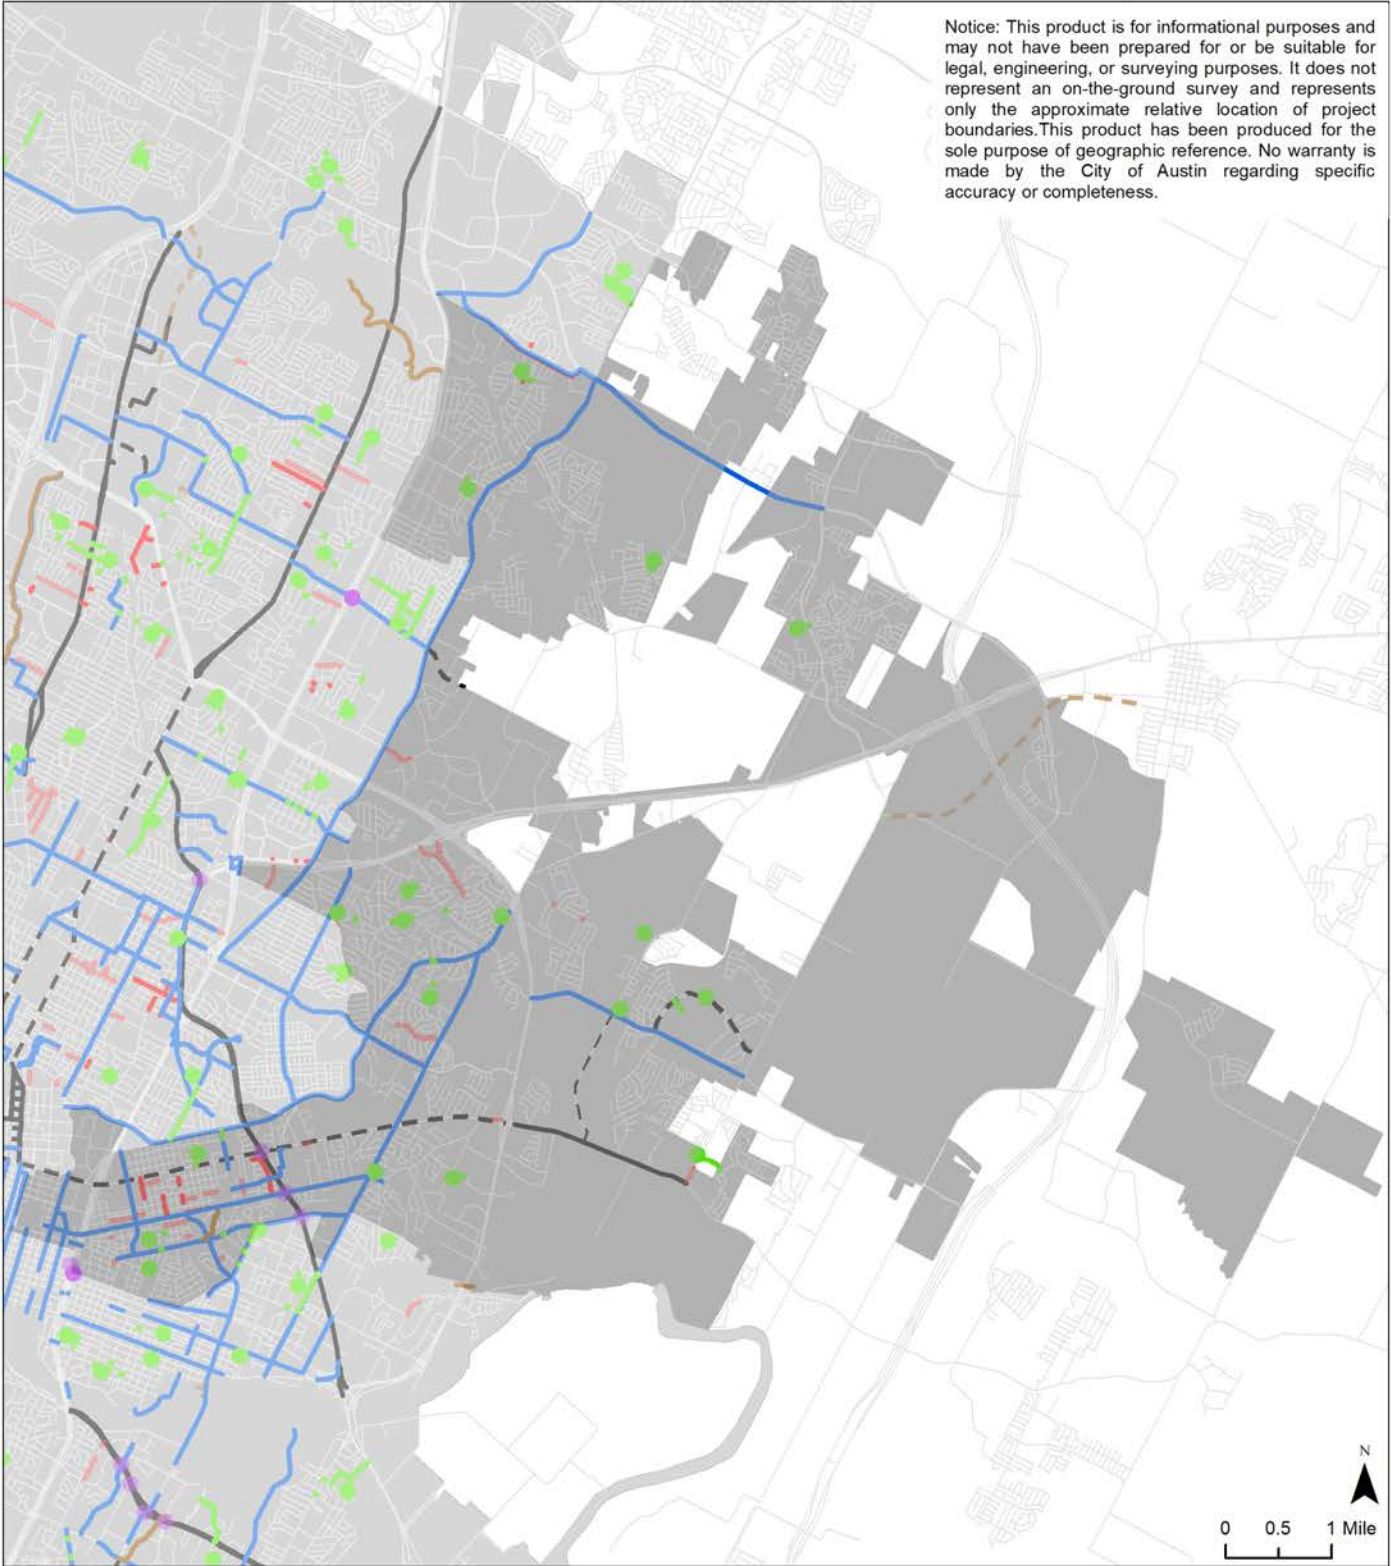 Notice: This product is for informational purposes and
may not have been prepared for or be suitable for
legal, engineering, or surveying purposes. It does not
represent an on-the-ground survey and represents
only the approximate relative location of project
boundaries.This product has been produced for the
sole purpose of geographic reference. No warranty is
made by the City of Austin regarding specific
accuracy or completeness.
N
0 0.5 1 Mile